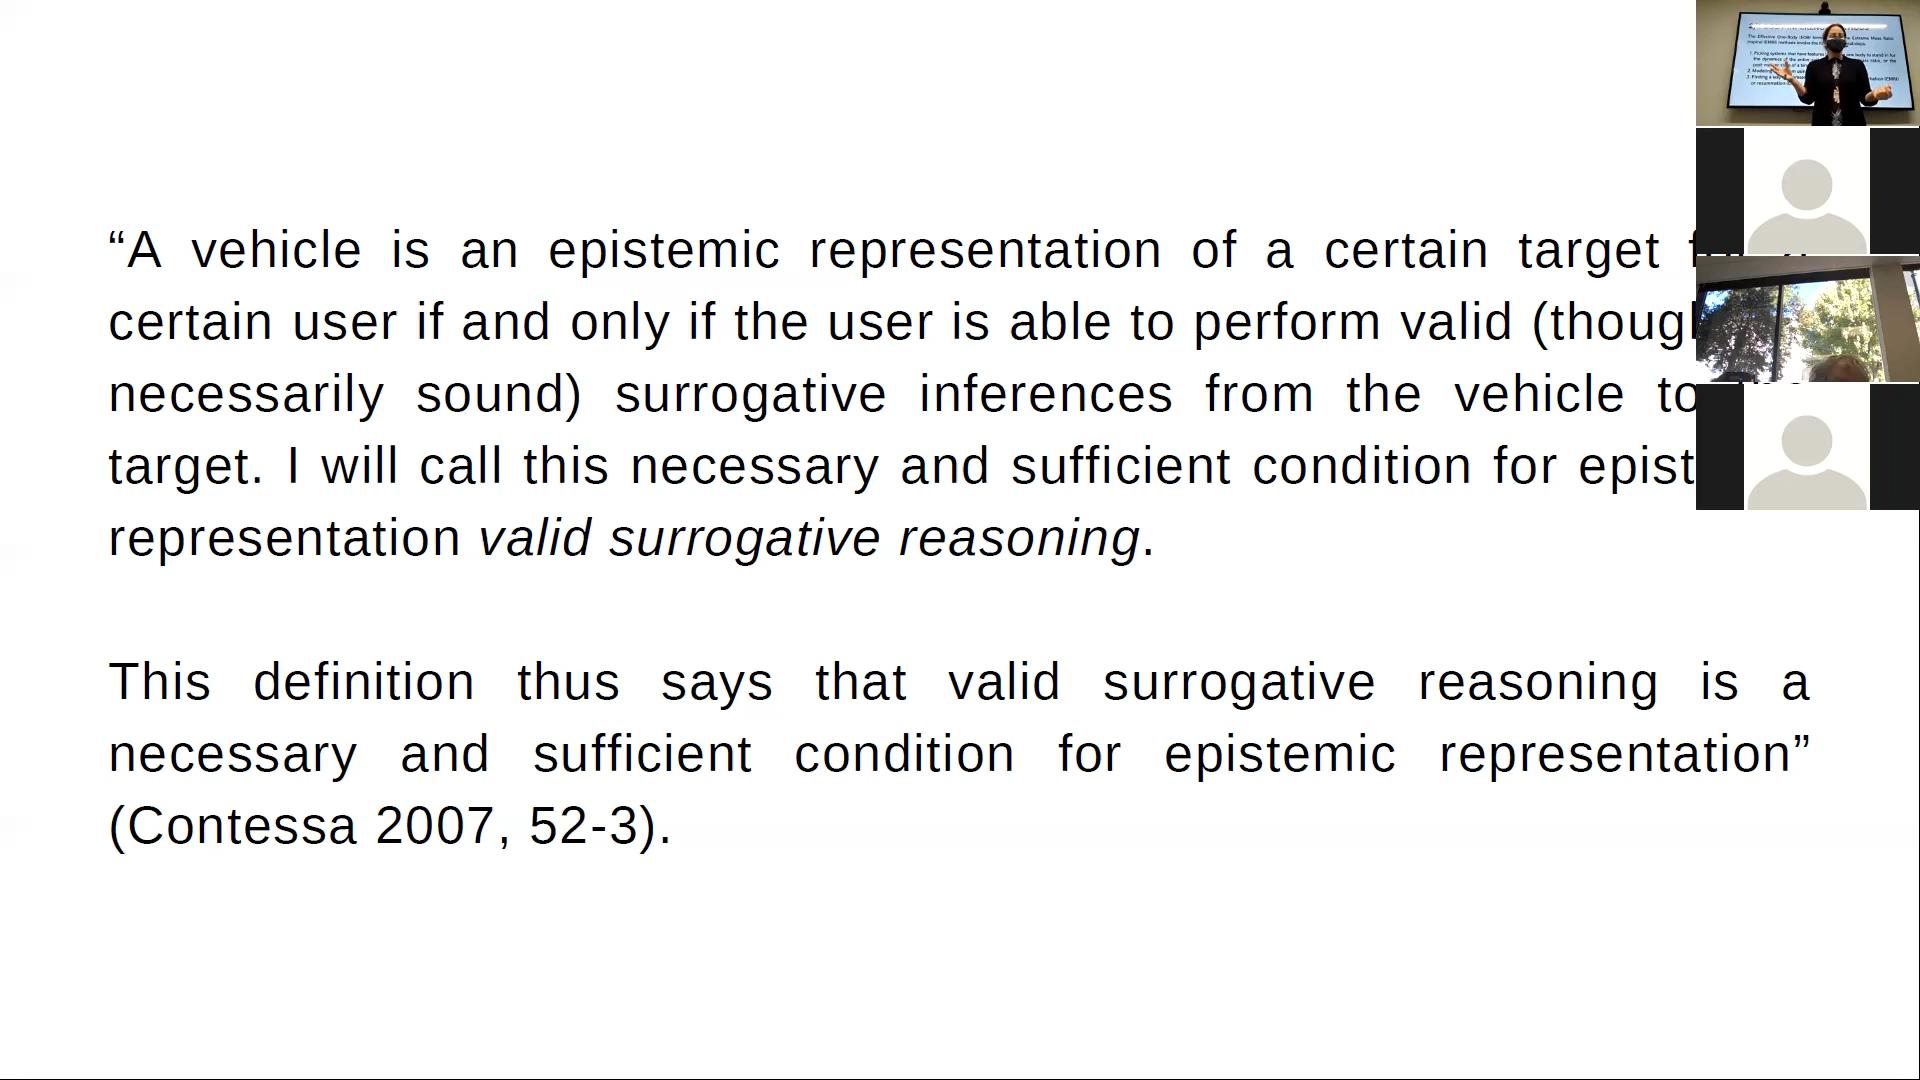 “A vehicle is an epistemic representation of a certain target
certain user if and only if the user is able to perform valid (though
necessarily sound) surrogative inferences from the vehicle to
target. I will call this necessary and sufficient condition for
representation valid surrogative reasoning.
This definition thus says that valid surrogative reasoning is a
necessary and sufficient condition for epistemic representation”
(Contessa 2007, 52-3).